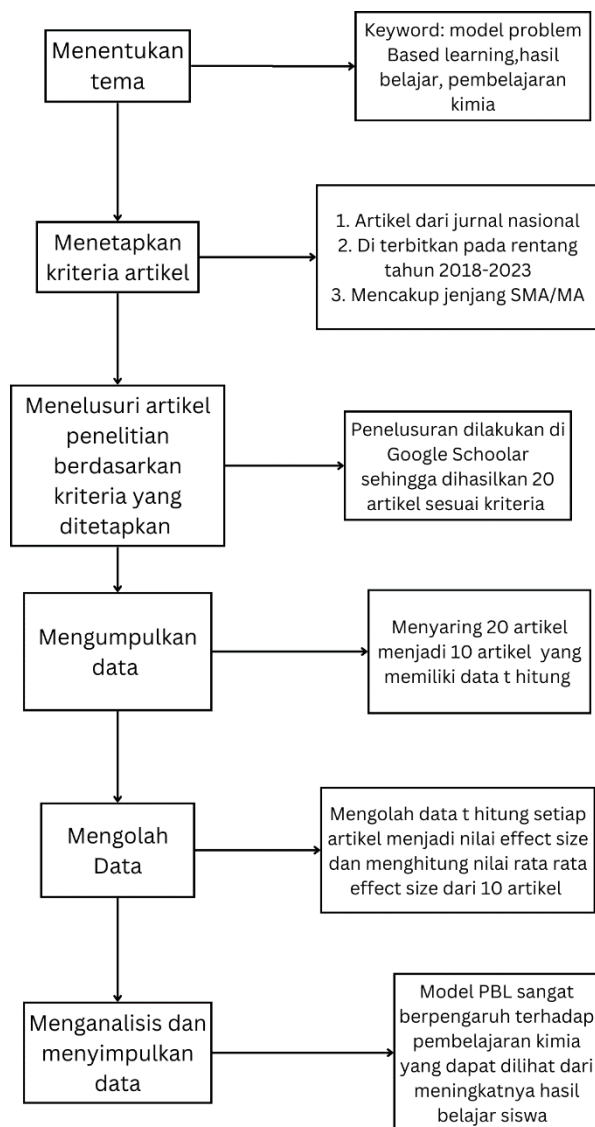 Menentukan
tema
Keyword: model problem
Based learning,hasil
belajar, pembelajaran
kimia
Menetapkan
kriteria artikel
1. Artikel dari jurnal nasional
2. Di terbitkan pada rentang
tahun 2018-2023
3. Mencakup jenjang SMA/MA
Menelusuri artikel
penelitian
berdasarkan
kriteria yang
ditetapkan
Penelusuran dilakukan di
Google Schoolar
sehingga dihasilkan 20
artikel sesuai kriteria
Mengumpulkan
data
Menyaring 20 artikel
menjadi 10 artikel yang
memiliki data t hitung
Mengolah
Data
Mengolah data t hitung setiap
artikel menjadi nilai effect size
dan menghitung nilai rata rata
effect size dari 10 artikel
Menganalisis dan
menyimpulkan
data
Model PBL sangat
berpengaruh terhadap
pembelajaran kimia
yang dapat dilihat dari
meningkatnya hasil
belajar siswa